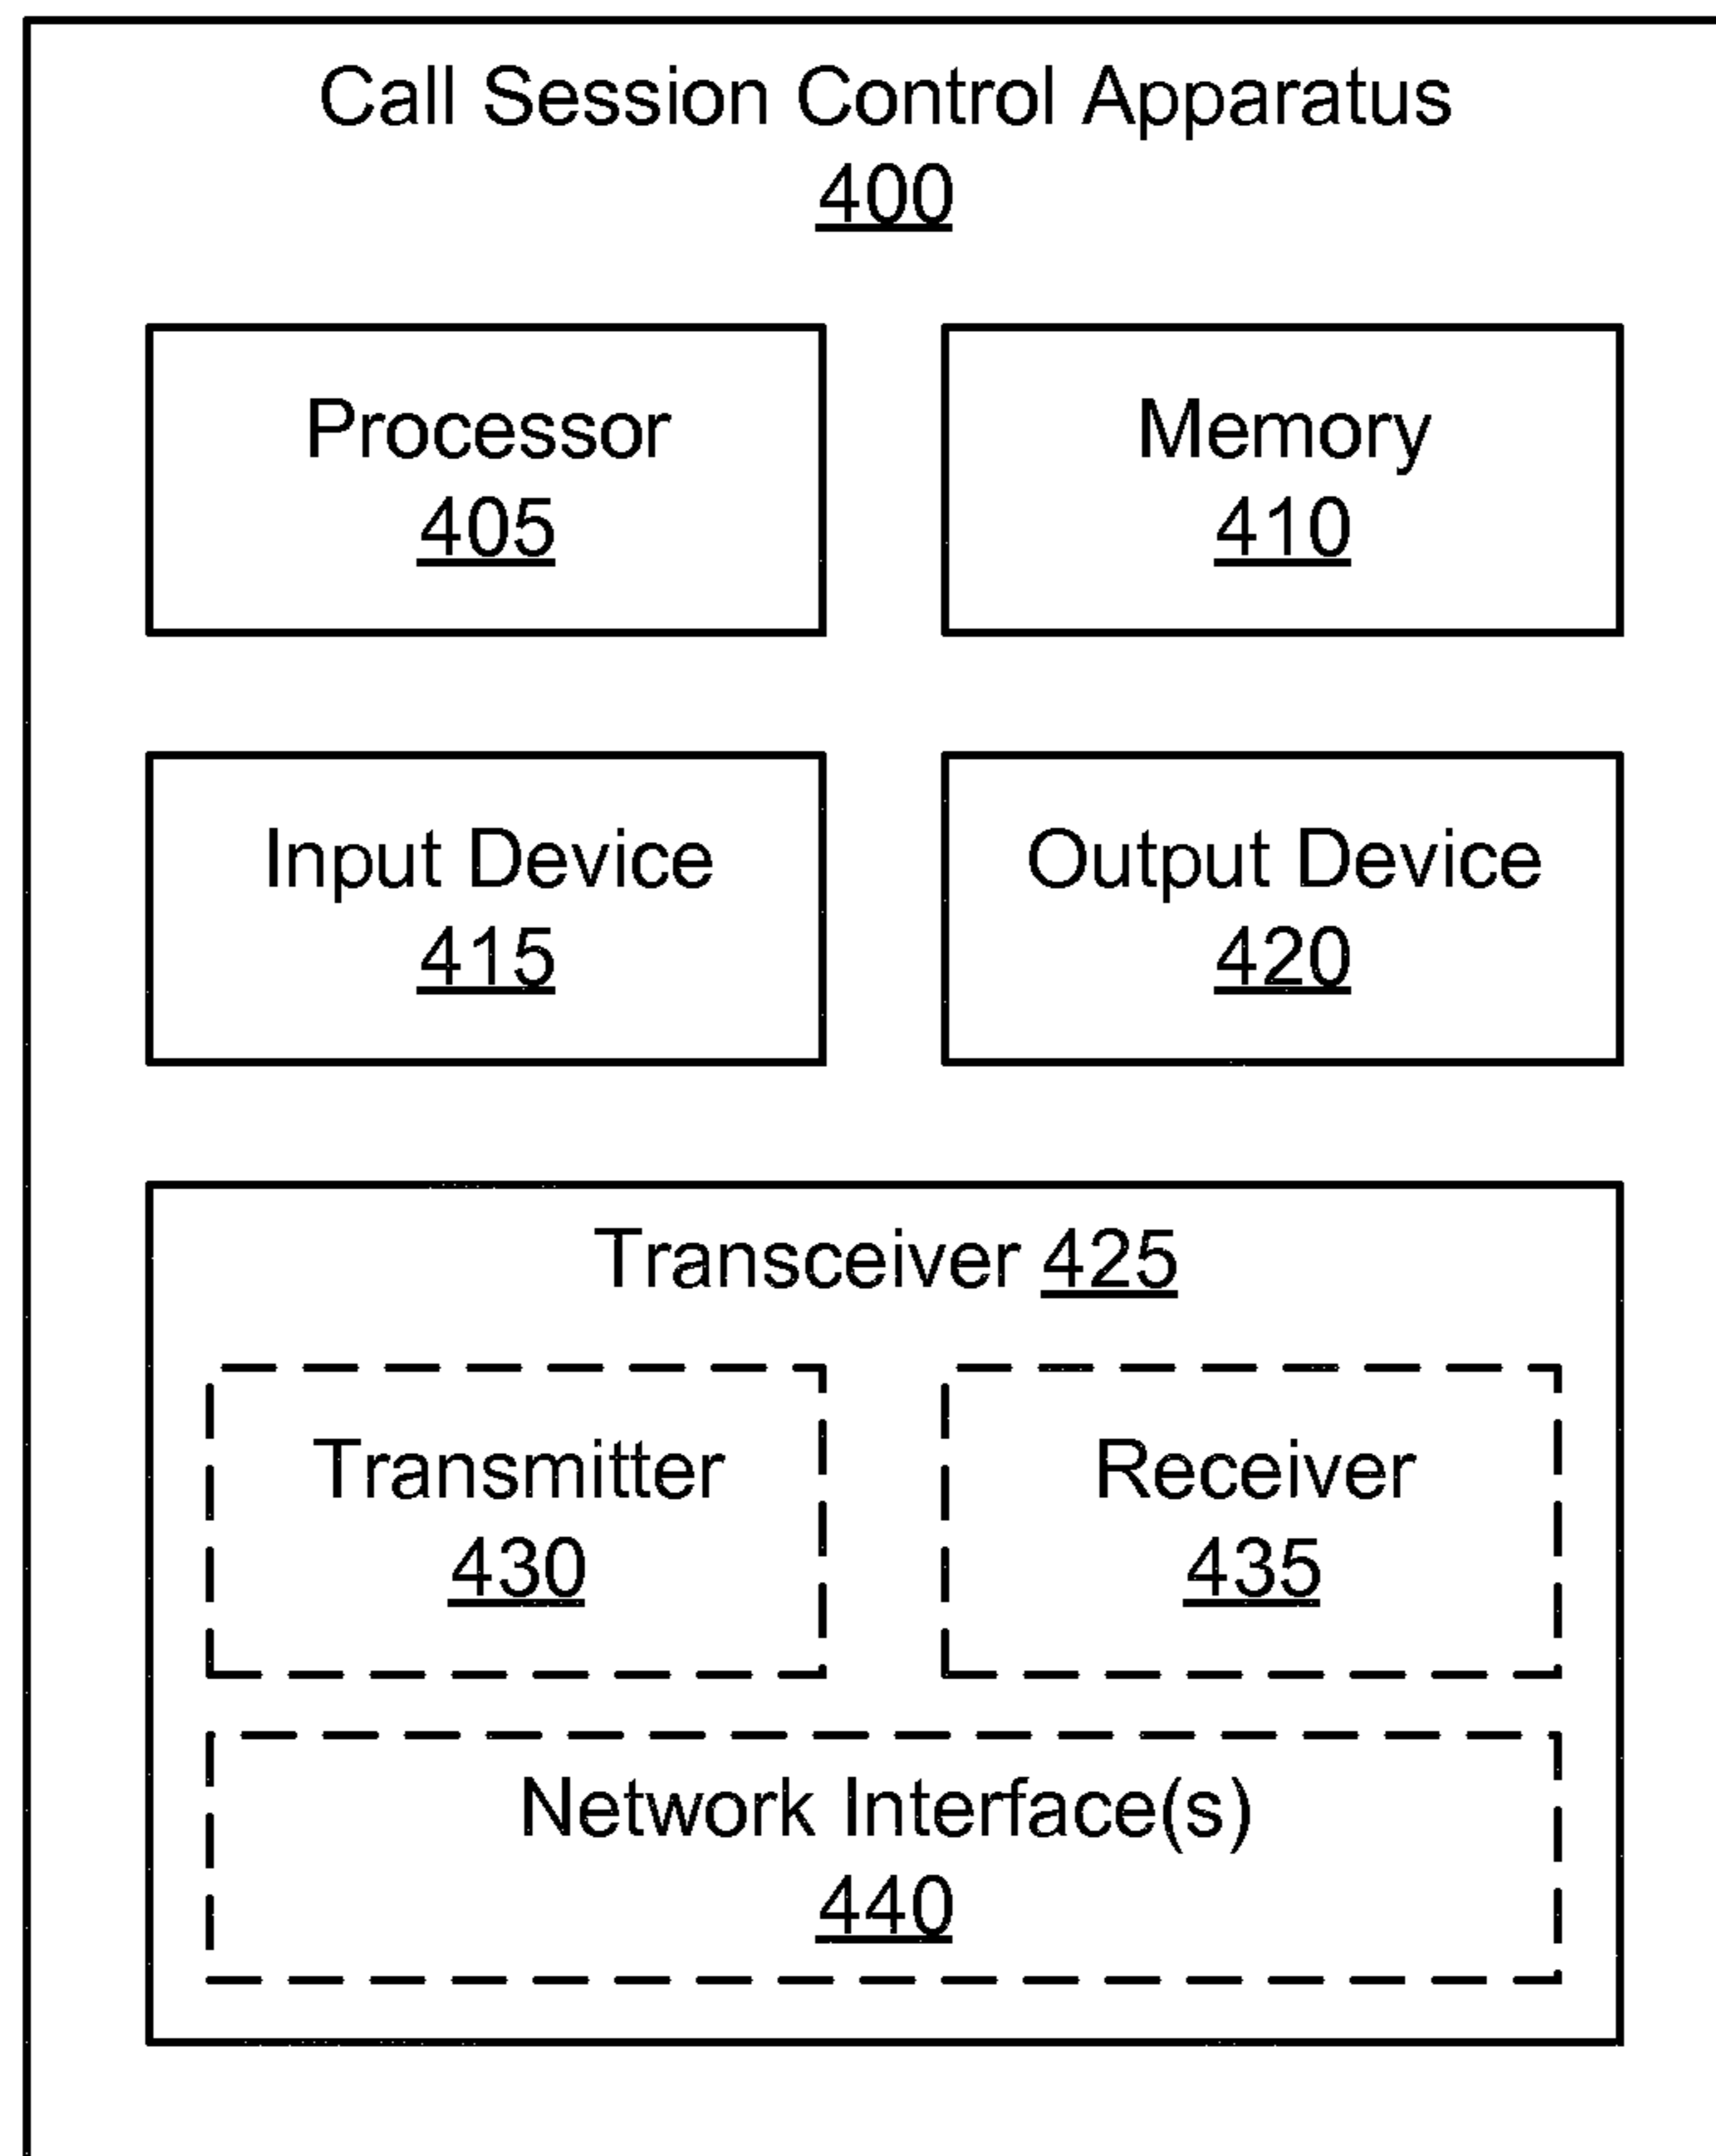 Call Session Control Apparatus
400
Processor
405
Memory
410
Input Device
415
Output Device
420
Transceiver 425
Transmitter
430
Receiver
435
Network Interface(s)
440